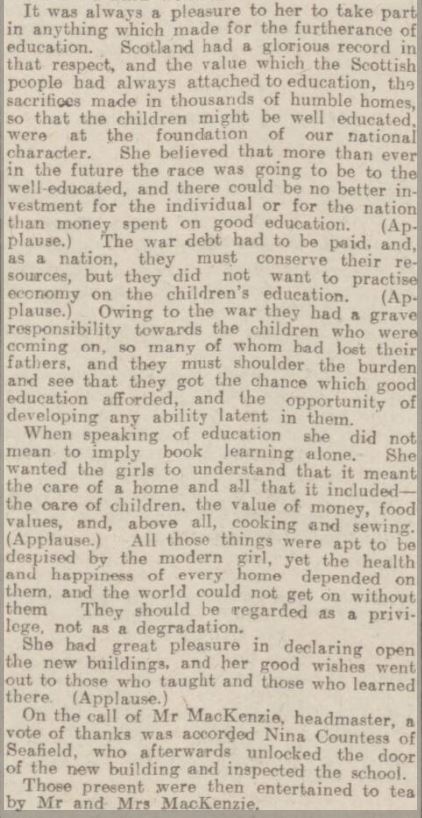 It was always a pleasure to her to take part
in anything which made for the furtherance of
education. Scotland had a glorious record in
that respect, and the value which the Scottish
people had always attached to education, the
sacrifices made in thousands of humble homes,
so that the children might be well educated,
were at the foundation of our national
character. She believed that more than ever
in the future the race was going to be to the
well-educated, and there could be no better in-
vestment for the individual or for the nation
than money spent on good education. (Ap-
plause.) The war debt had to be paid, and,
as a nation, they must conserve their re-
sources, but they did not want to practise
economy on the children's education. (Ap-
plause.) Owing to the war they had a grave
responsibility towards the children who were
coming on, so many of whom had lost their
fathers, and they must shoulder the burden
and see that they got the chance which good
education afforded, and the opportunity of
developing any ability latent in them.
When speaking of education she did not
mean to imply book learning alone. She
wanted the girls to understand that it meant
the care of a home and all that it included—
the care of children, the value of money, food
values, and, above all, cooking and sewing.
(Applause.) All those things were apt to be
despised by the modern girl, yet the health
and happiness of every home depended on
them, and the world could not get on without
them They should be regarded as a privi-
lege, not as a degradation.
She had great pleasure in declaring open
the new buildings, and her good wishes went
out to those who taught and those who learned
there. (Applause.)
On the call of Mr MacKenzie, headmaster, a
vote of thanks was accorded Nina Countess of
Seafield, who afterwards unlocked the door
of the new building and inspected the school.
Those present were then entertained to tea
by Mr and Mrs MacKenzie.